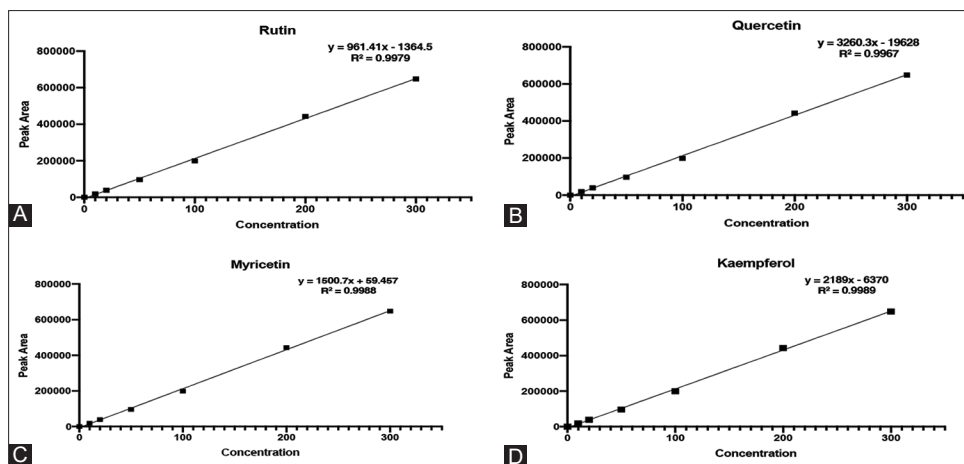 Rutin
y = 961.41x - 1364.5
R² = 0.9979
800000
600000
400000
200000
0
Peak Area
0
100
200
300
Concentration
A
Quercetin
y = 3260.3x - 19628
R² = 0.9967
800000
600000
400000
200000
0
Peak Area
0
100
200
300
Concentration
B
Myricetin
y = 1500.7x + 59.457
R² = 0.9988
800000
600000
400000
200000
0
Peak Area
0
100
200
300
Concentration
C
Kaempferol
y = 2189x - 6370
R² = 0.9989
800000
600000
400000
200000
0
Peak Area
0
100
200
300
Concentration
D